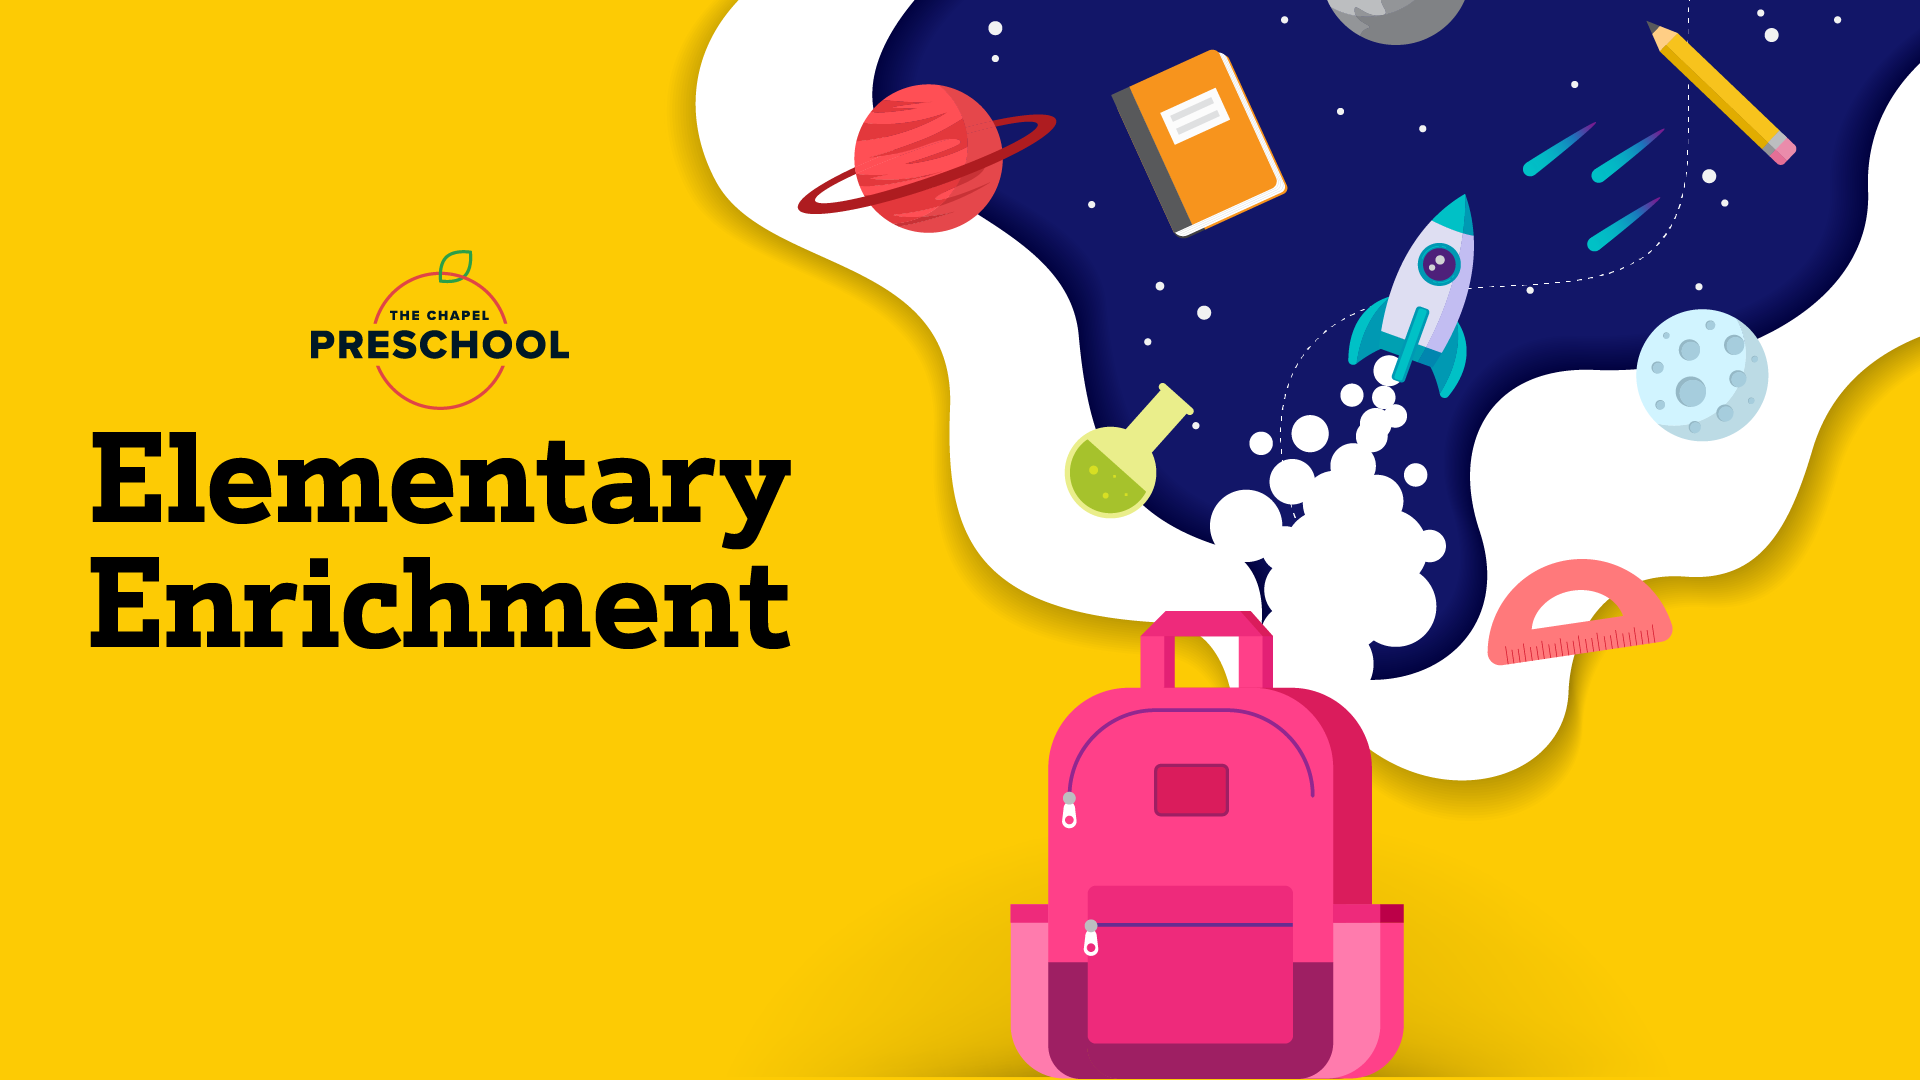 THE CHAPEL
PRESCHOOL
Elementary
Enrichment